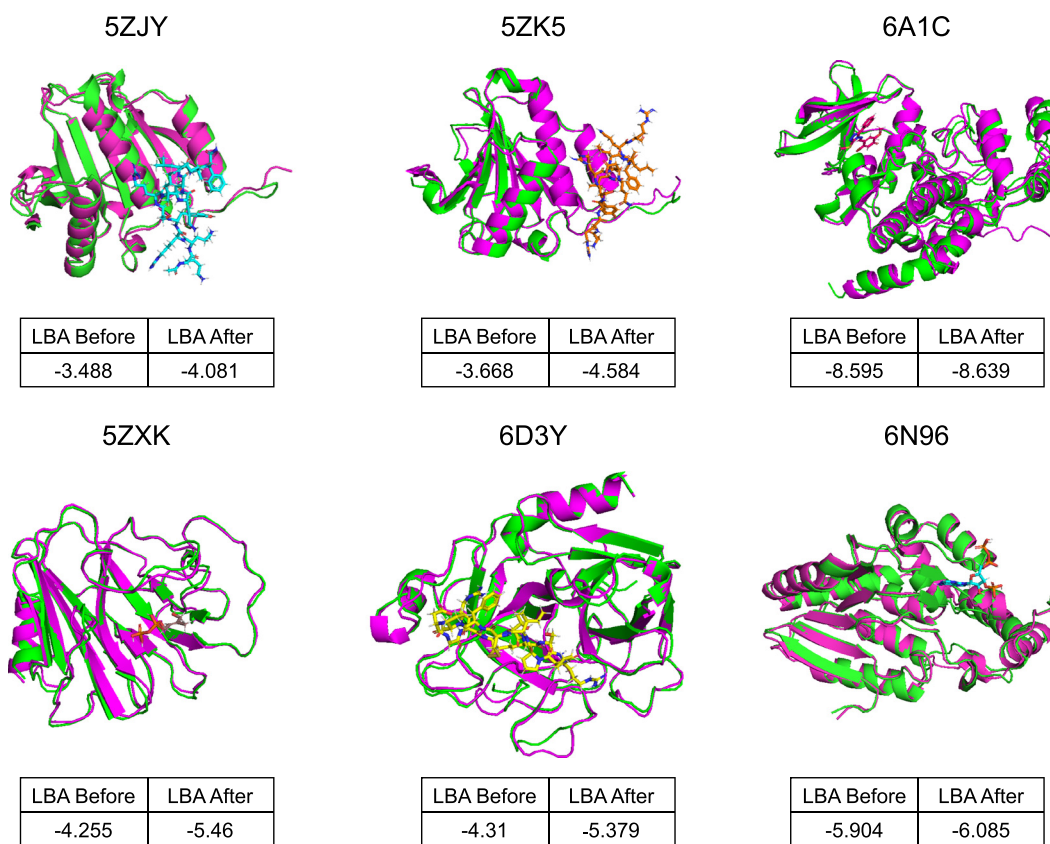 5ZJY 5ZK5 6A1C
LBA Before LBA After LBA Before LBA After LBA Before LBA After
-3.488 -4.081 -3.668 -4.584 -8.595 -8.639
5ZXK 6D3Y 6N96
LBA Before LBA After LBA Before LBA After LBA Before LBA After
-4.255 -5.46 -4.31 -5.379 -5.904 -6.085